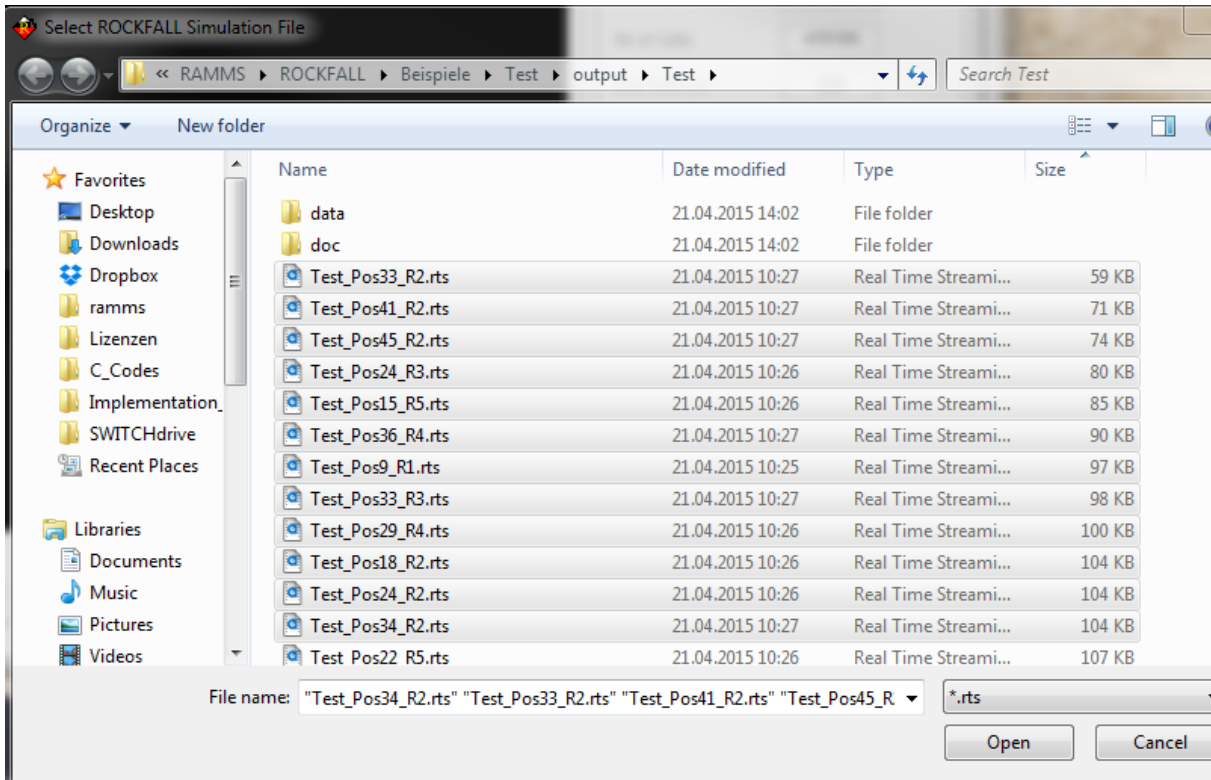 Select ROCKFALL Simulation File
« RAMMS ▸ ROCKFALL ▸ Beispiele ▸ Test ▸ output ▸ Test ▸ Search Test
Organize ▾ New folder
Name Date modified Type Size
Favorites
Desktop
Downloads
Dropbox
ramms
Lizenzen
C_Codes
Implementation_
SWITCHdrive
Recent Places
Libraries
Documents
Music
Pictures
Videos
data 21.04.2015 14:02 File folder
doc 21.04.2015 14:02 File folder
Test_Pos33_R2.rts 21.04.2015 10:27 Real Time Streami... 59 KB
Test_Pos41_R2.rts 21.04.2015 10:27 Real Time Streami... 71 KB
Test_Pos45_R2.rts 21.04.2015 10:27 Real Time Streami... 74 KB
Test_Pos24_R3.rts 21.04.2015 10:26 Real Time Streami... 80 KB
Test_Pos15_R5.rts 21.04.2015 10:26 Real Time Streami... 85 KB
Test_Pos36_R4.rts 21.04.2015 10:27 Real Time Streami... 90 KB
Test_Pos9_R1.rts 21.04.2015 10:25 Real Time Streami... 97 KB
Test_Pos33_R3.rts 21.04.2015 10:27 Real Time Streami... 98 KB
Test_Pos29_R4.rts 21.04.2015 10:26 Real Time Streami... 100 KB
Test_Pos18_R2.rts 21.04.2015 10:26 Real Time Streami... 104 KB
Test_Pos24_R2.rts 21.04.2015 10:26 Real Time Streami... 104 KB
Test_Pos34_R2.rts 21.04.2015 10:27 Real Time Streami... 104 KB
Test_Pos22_R5.rts 21.04.2015 10:26 Real Time Streami... 107 KB
File name: "Test_Pos34_R2.rts" "Test_Pos33_R2.rts" "Test_Pos41_R2.rts" "Test_Pos45_R *.rts
Open Cancel